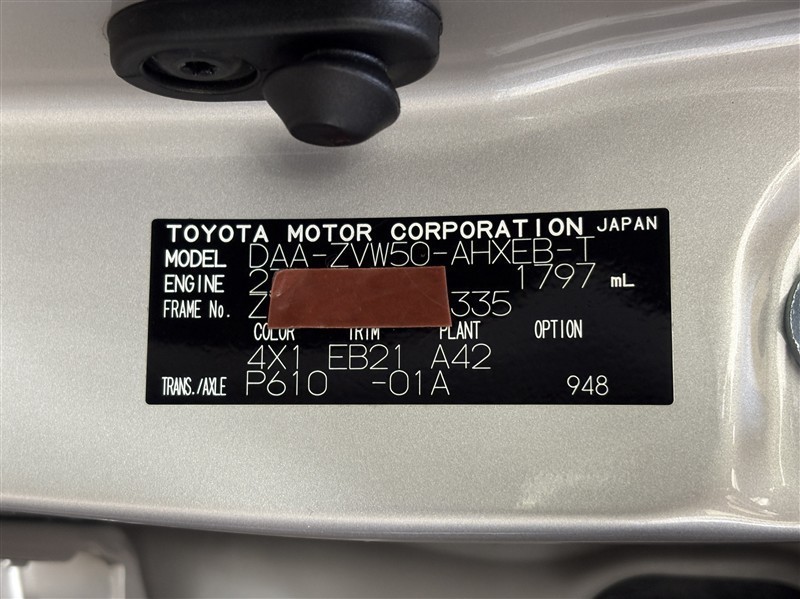 TOYOTA MOTOR CORPORATION JAPAN
MODEL DAA-ZVW50-AHXEB-T
ENGINE 2 1797 mL
FRAME No. Z 335
COLOR TRIM PLANT OPTION
4X1 EB21 A42
TRANS./AXLE P610 -01A 948